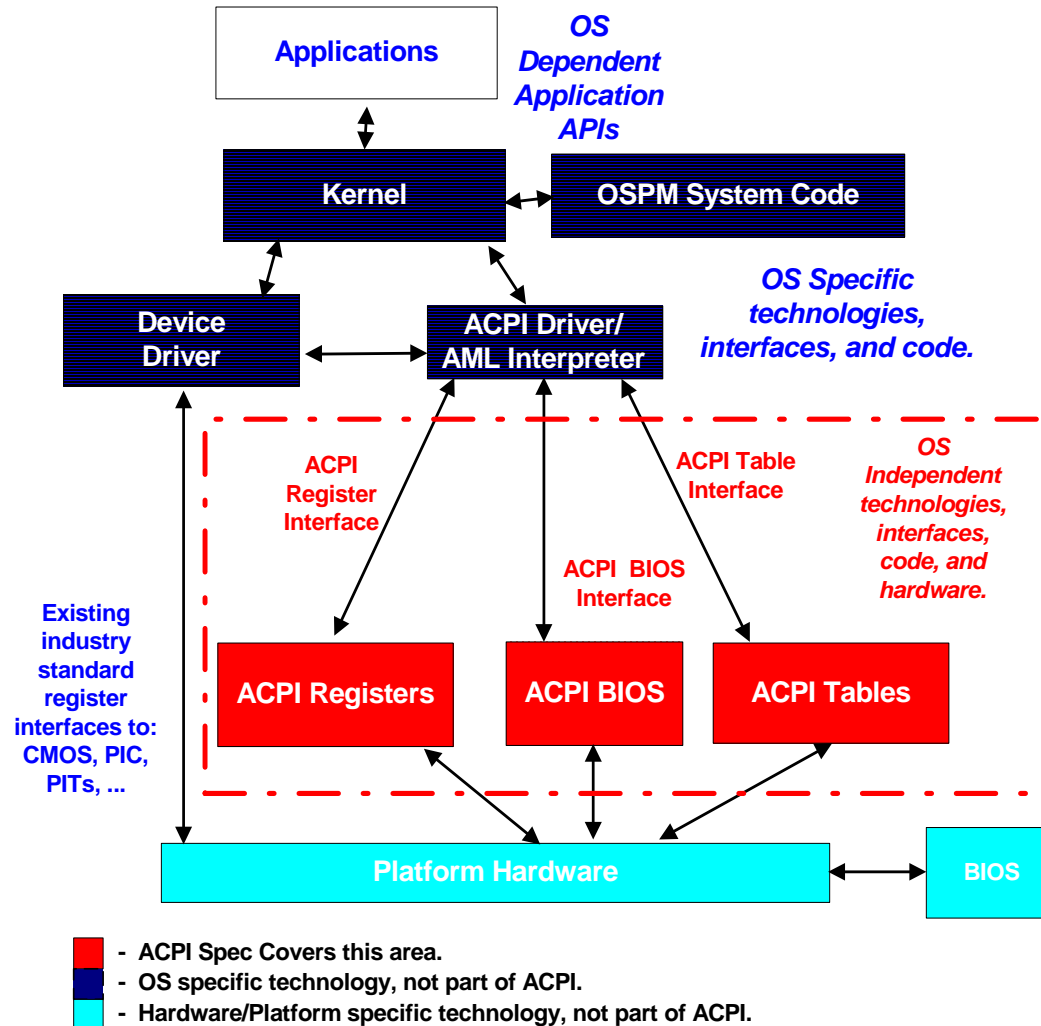 Applications
OS
Dependent
Application
APIs
Kernel
OSPM System Code
OS Specific
technologies,
interfaces, and code.
Device
Driver
ACPI Driver/
AML Interpreter
ACPI
Register
Interface
ACPI Table
Interface
OS
Independent
technologies,
interfaces,
code, and
hardware.
ACPI BIOS
Interface
Existing
industry
standard
register
interfaces to:
CMOS, PIC,
PITs, ...
ACPI Registers
ACPI BIOS
ACPI Tables
Platform Hardware
BIOS
- ACPI Spec Covers this area.
- OS specific technology, not part of ACPI.
- Hardware/Platform specific technology, not part of ACPI.